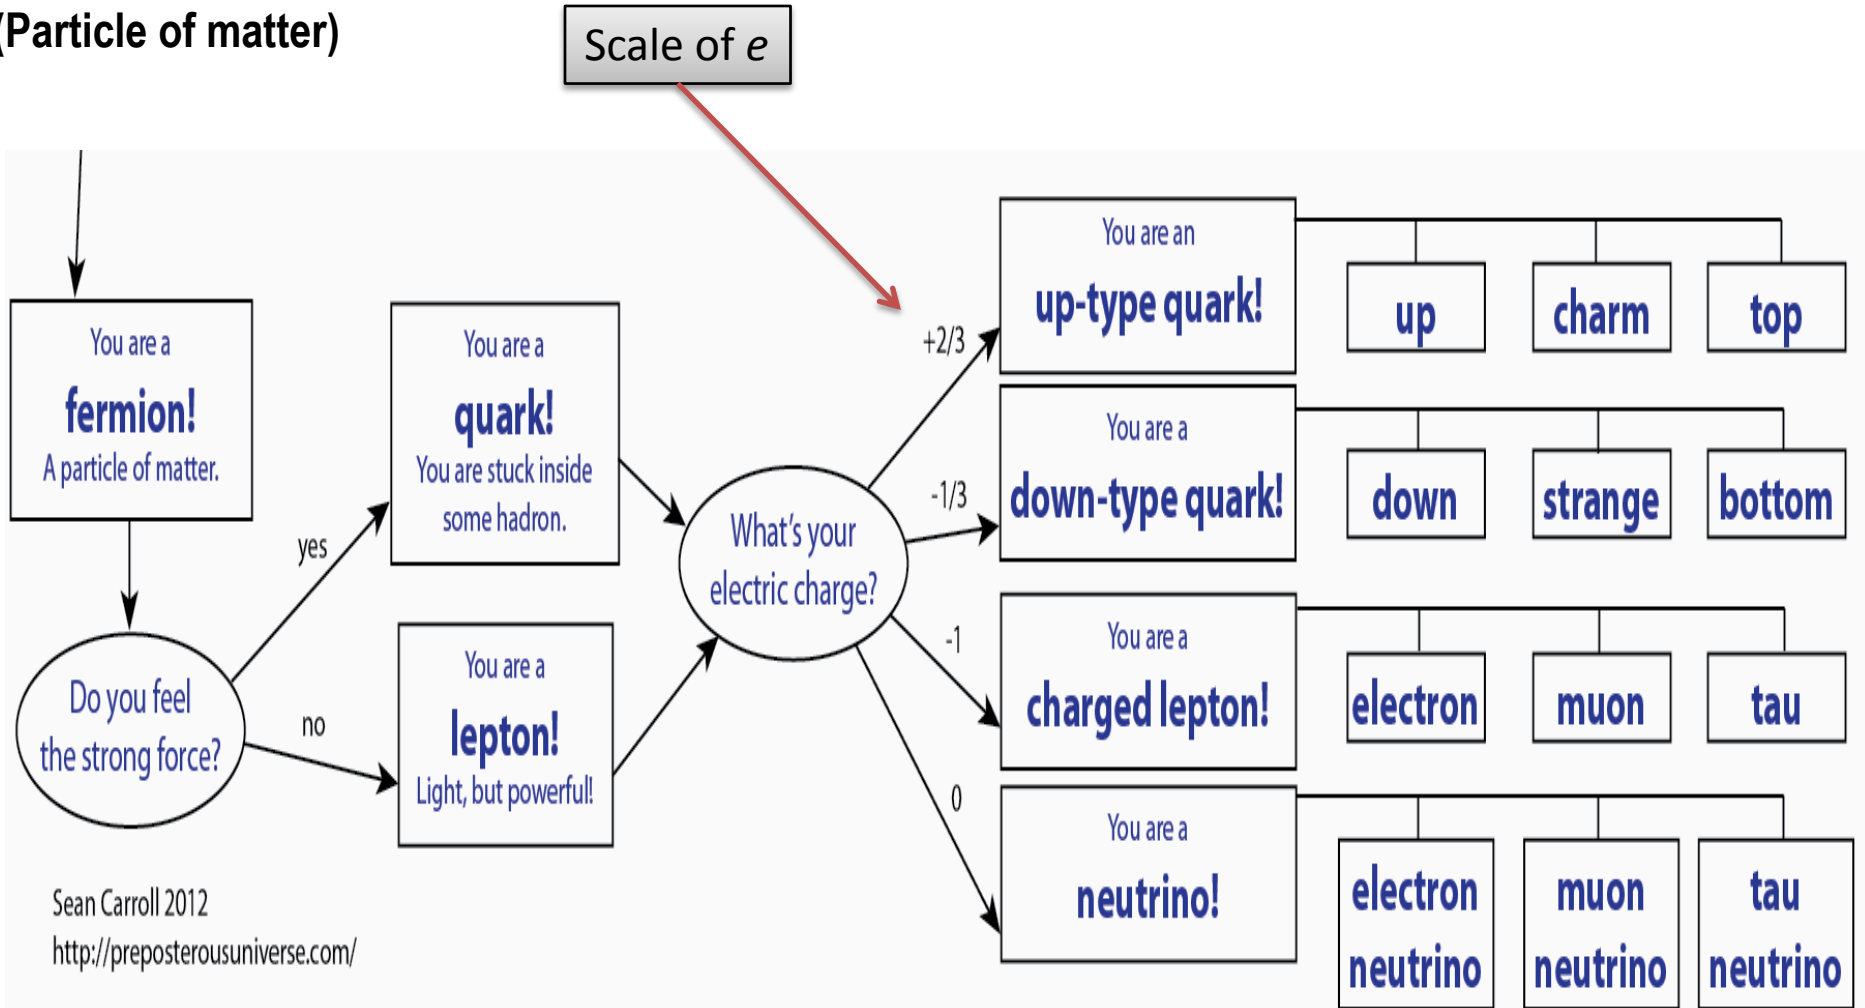 (Particle of matter)
Scale of e
You are a
fermion!
A particle of matter.
Do you feel
the strong force?
yes
no
You are a
quark!
You are stuck inside
some hadron.
You are a
lepton!
Light, but powerful!
What's your
electric charge?
+2/3
-1/3
-1
0
You are an
up-type quark!
up
charm
top
You are a
down-type quark!
down
strange
bottom
You are a
charged lepton!
electron
muon
tau
You are a
neutrino!
electron
neutrino
muon
neutrino
tau
neutrino
Sean Carroll 2012
http://preposterousuniverse.com/